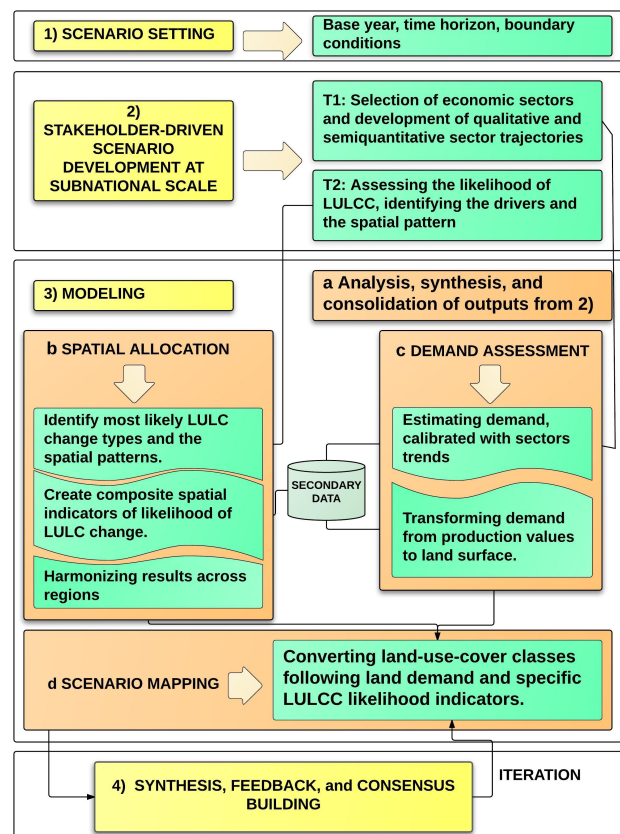 1) SCENARIO SETTING
Base year, time horizon, boundary
conditions
2)
STAKEHOLDER-DRIVEN
SCENARIO
DEVELOPMENT AT
SUBNATIONAL SCALE
T1: Selection of economic sectors
and development of qualitative and
semiquantitative sector trajectories
T2: Assessing the likelihood of
LULCC, identifying the drivers and
the spatial pattern
3) MODELING
a Analysis, synthesis, and
consolidation of outputs from 2)
b SPATIAL ALLOCATION
Identify most likely LULC
change types and the
spatial patterns.
Create composite spatial
indicators of likelihood of
LULC change.
Harmonizing results across
regions
SECONDARY
DATA
c DEMAND ASSESSMENT
Estimating demand,
calibrated with sectors
trends
Transforming demand
from production values
to land surface.
d SCENARIO MAPPING
Converting land-use-cover classes
following land demand and specific
LULCC likelihood indicators.
4) SYNTHESIS, FEEDBACK, and CONSENSUS
BUILDING
ITERATION